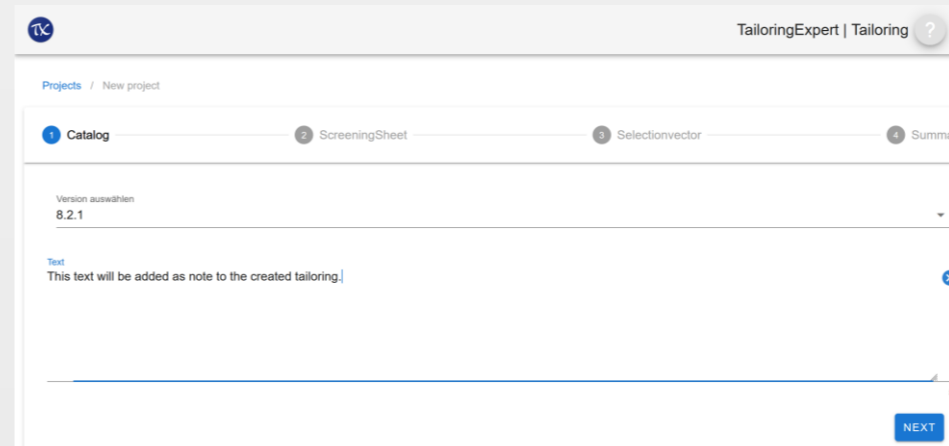 TX
TailoringExpert | Tailoring ?
Projects / New project
1 Catalog 2 ScreeningSheet 3 Selectionvector 4 Summa
Version auswählen
8.2.1
Text
This text will be added as note to the created tailoring.
NEXT